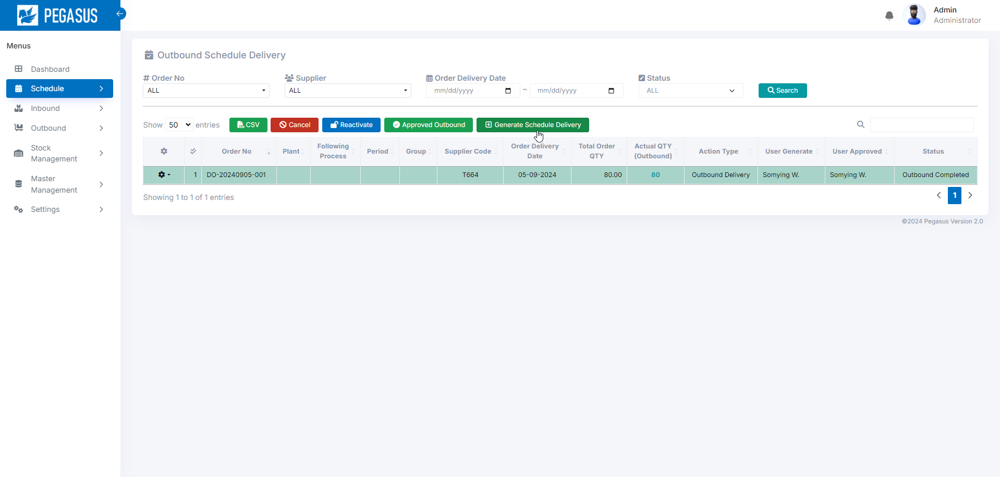 PEGASUS
Admin
Administrator
Menus
Dashboard
Schedule
Inbound
Outbound
Stock
Management
Master
Management
Settings
Outbound Schedule Delivery
# Order No
Supplier
Order Delivery Date
Status
ALL
ALL
mm/dd/yyyy ~ mm/dd/yyyy
ALL
Search
Show 50 entries
CSV
Cancel
Reactivate
Approved Outbound
Generate Schedule Delivery
Order No
Plant
Following
Process
Period
Group
Supplier Code
Order Delivery
Date
Total Order
QTY
Actual QTY
(Outbound)
Action Type
User Generate
User Approved
Status
1 DO-20240905-001 T664 05-09-2024 80.00 80 Outbound Delivery Somying W. Somying W. Outbound Completed
Showing 1 to 1 of 1 entries
1
©2024 Pegasus Version 2.0